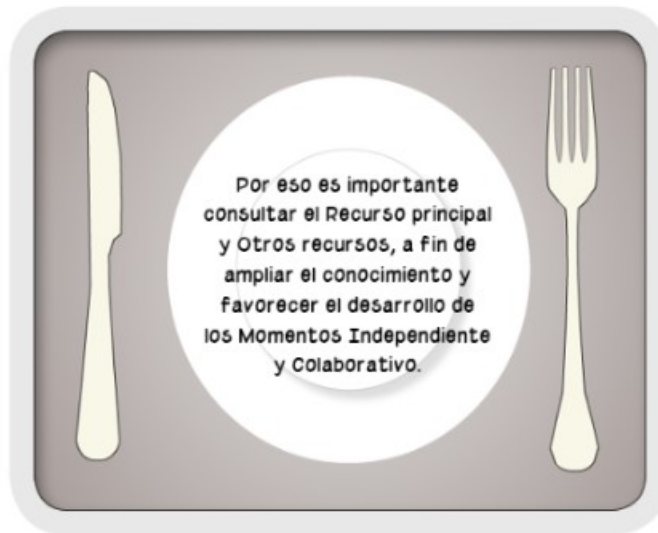 Por eso es importante
consultar el Recurso principal
y Otros recursos, a fin de
ampliar el conocimiento y
favorecer el desarrollo de
los Momentos Independiente
y Colaborativo.